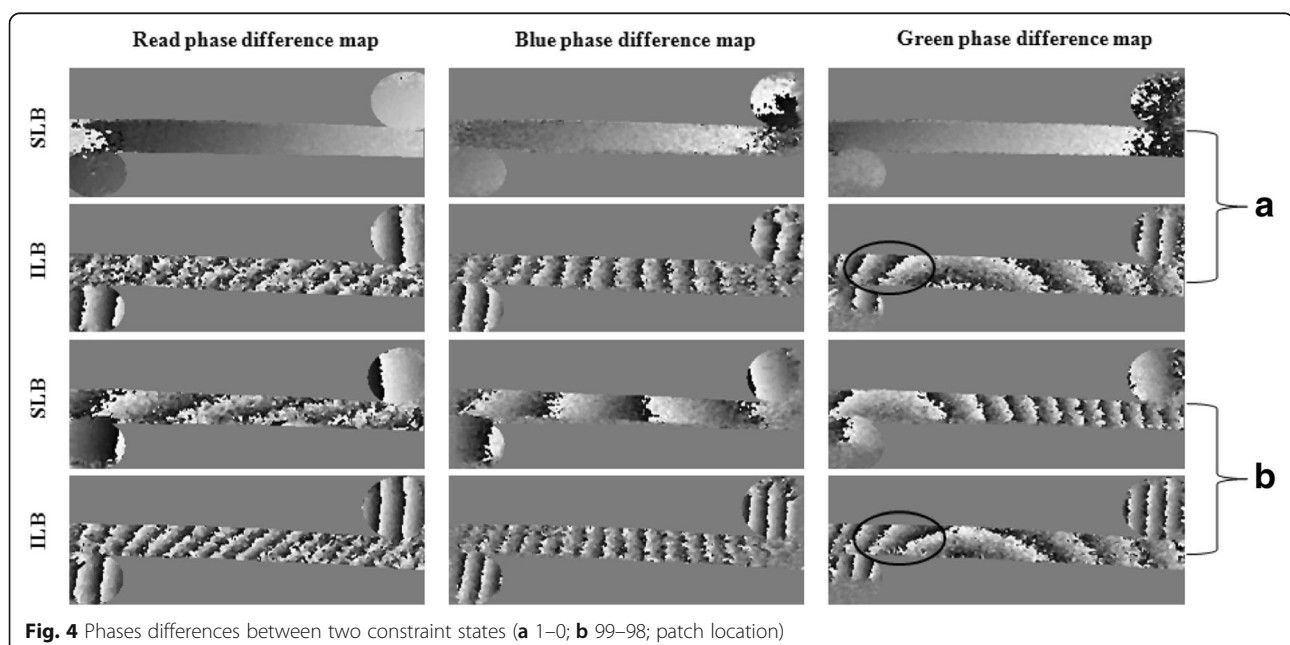 Read phase difference map
Blue phase difference map
Green phase difference map
SLB
ILB
a
SLB
ILB
b
Fig. 4 Phases differences between two constraint states (a 1–0; b 99–98; patch location)